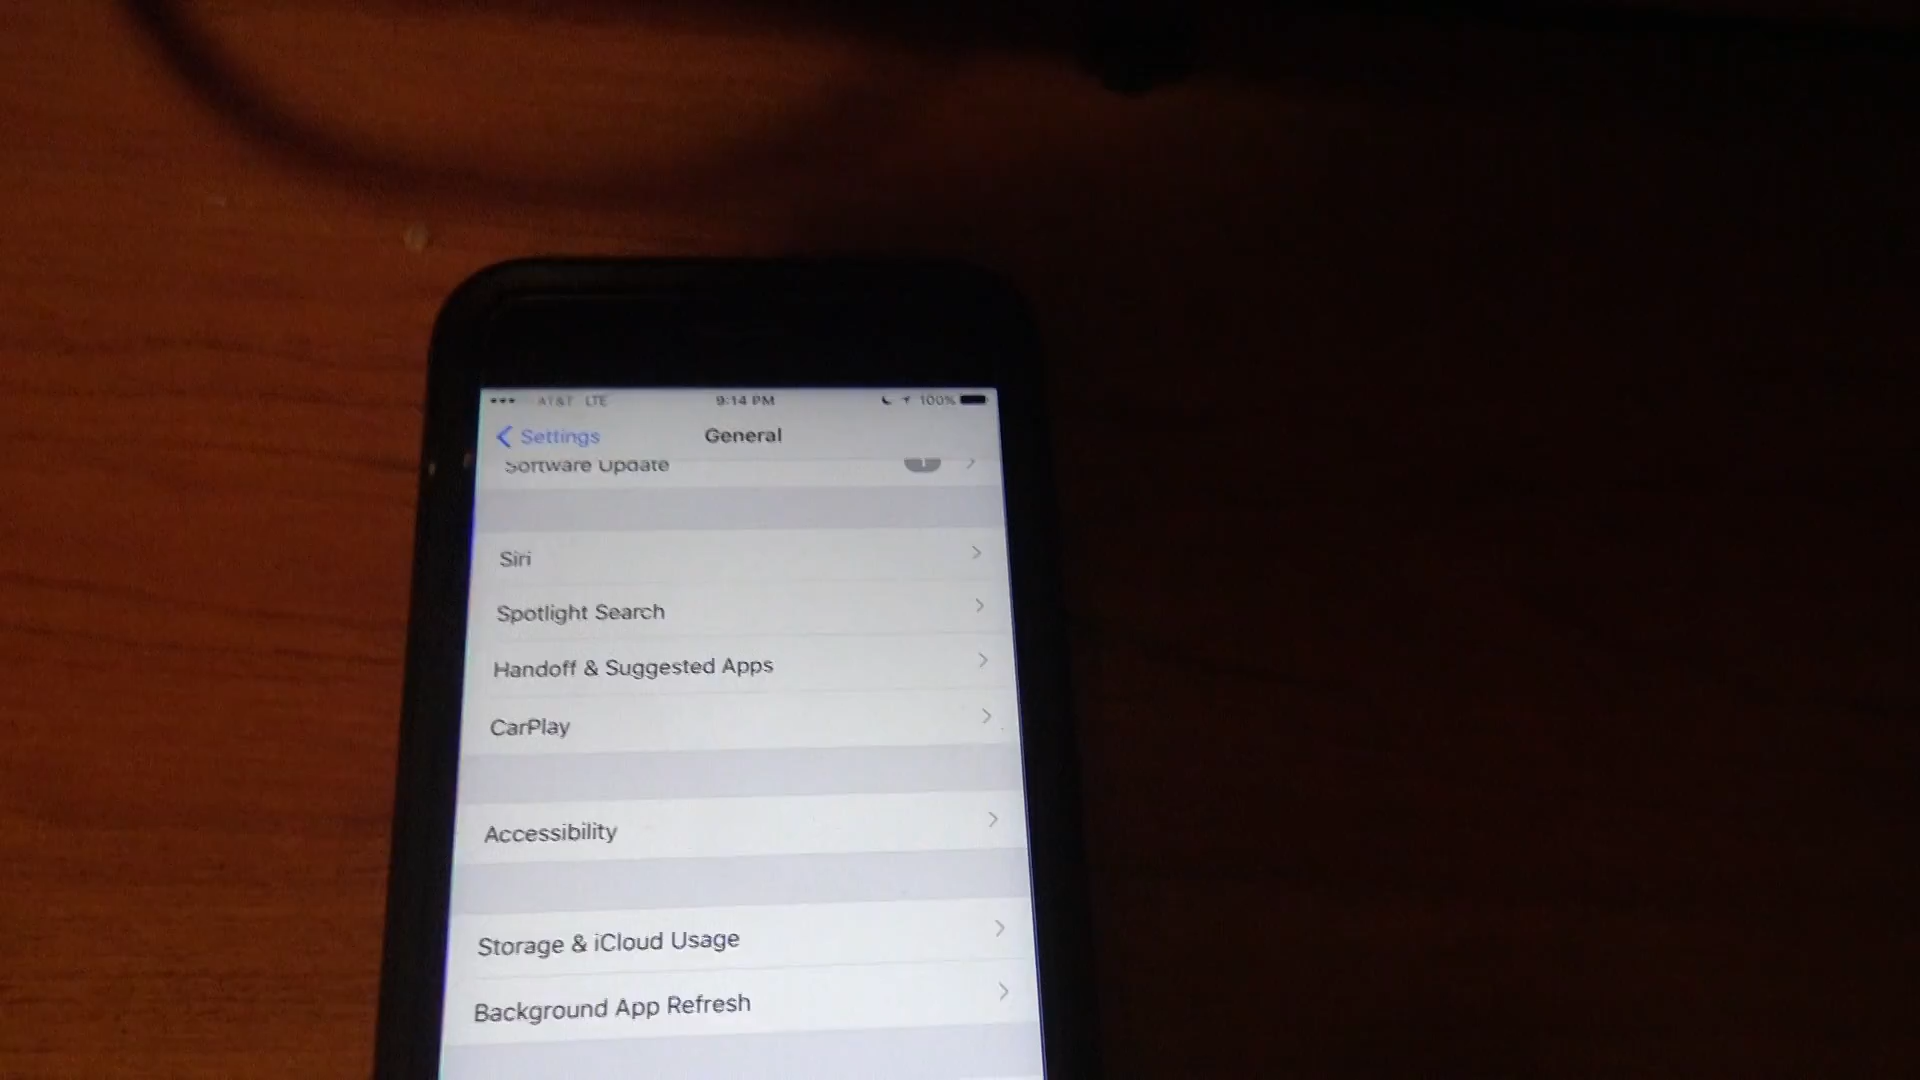 AT&T LTE 9:14 PM 100%
Settings General
Software Update 1
Siri
Spotlight Search
Handoff & Suggested Apps
CarPlay
Accessibility
Storage & iCloud Usage
Background App Refresh